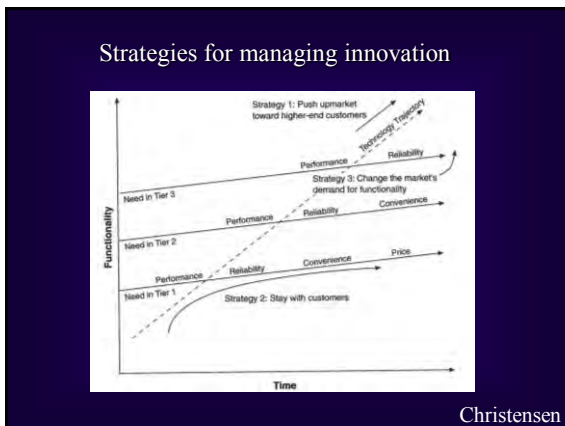 Strategies for managing innovation
Strategy 1: Push upmarket
toward higher-end customers
Technology Trajectory
Performance
Reliability
Need in Tier 3
Strategy 3: Change the market's
demand for functionality
Performance
Reliability
Convenience
Need in Tier 2
Performance
Reliability
Convenience
Price
Need in Tier 1
Strategy 2: Stay with customers
Functionality
Time
Christensen